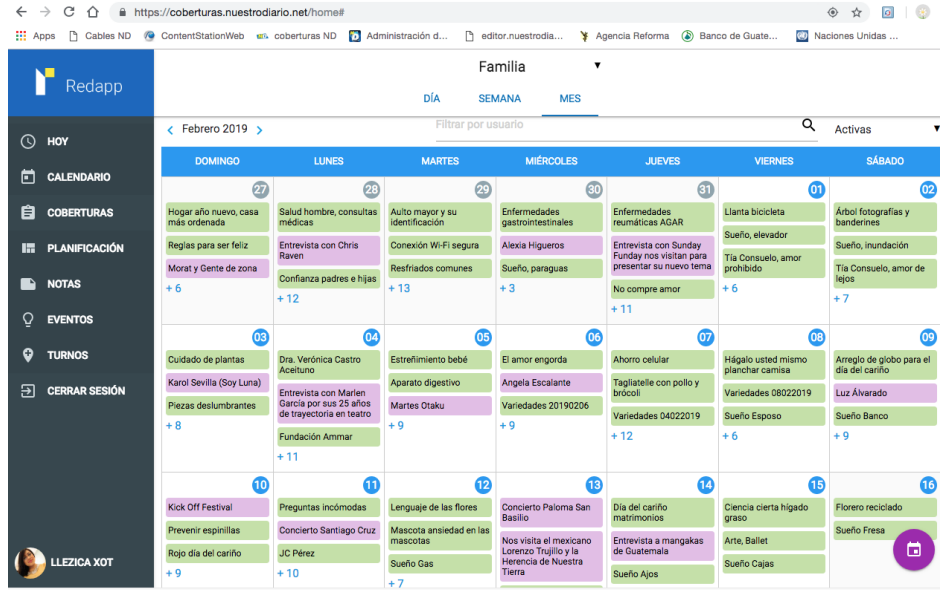 https://coberturas.nuestrodiario.net/home#
Apps
Cables ND
ContentStationWeb
coberturas ND
Administración d...
editor.nuestrodia...
Agencia Reforma
Banco de Guate...
Naciones Unidas ...
Redapp
Familia
DÍA
SEMANA
MES
HOY
CALENDARIO
COBERTURAS
PLANIFICACIÓN
NOTAS
EVENTOS
TURNOS
CERRAR SESIÓN
LLEZICA XOT
Febrero 2019
Filtrar por usuario
Activas
DOMINGO
LUNES
MARTES
MIÉRCOLES
JUEVES
VIERNES
SÁBADO
27
Hogar año nuevo, casa
más ordenada
Reglas para ser feliz
Morat y Gente de zona
+ 6
28
Salud hombre, consultas
médicas
Entrevista con Chris
Raven
Confianza padres e hijas
+ 12
29
Aulto mayor y su
identificación
Conexión Wi-Fi segura
Resfriados comunes
+ 13
30
Enfermedades
gastrointestinales
Alexia Higueros
Sueño, paraguas
+ 3
31
Enfermedades
reumáticas AGAR
Entrevista con Sunday
Funday nos visitan para
presentar su nuevo tema
No compre amor
+ 11
01
Llanta bicicleta
Sueño, elevador
Tía Consuelo, amor
prohibido
+ 6
02
Árbol fotografías y
banderines
Sueño, inundación
Tía Consuelo, amor de
lejos
+ 7
03
Cuidado de plantas
Karol Sevilla (Soy Luna)
Piezas deslumbrantes
+ 8
04
Dra. Verónica Castro
Aceituno
Entrevista con Marlen
García por sus 25 años
de trayectoria en teatro
Fundación Ammar
+ 11
05
Estreñimiento bebé
Aparato digestivo
Martes Otaku
+ 9
06
El amor engorda
Angela Escalante
Variedades 20190206
+ 9
07
Ahorro celular
Tagliatelle con pollo y
brócoli
Variedades 04022019
+ 12
08
Hágalo usted mismo
planchar camisa
Variedades 08022019
Sueño Esposo
+ 6
09
Arreglo de globo para el
día del cariño
Luz Álvarado
Sueño Banco
+ 9
10
Kick Off Festival
Prevenir espinillas
Rojo día del cariño
+ 9
11
Preguntas incómodas
Concierto Santiago Cruz
JC Pérez
+ 10
12
Lenguaje de las flores
Mascota ansiedad en las
mascotas
Sueño Gas
+ 7
13
Concierto Paloma San
Basilio
Nos visita el mexicano
Lorenzo Trujillo y la
Herencia de Nuestra
Tierra
14
Día del cariño
matrimonios
Entrevista a mangakas
de Guatemala
Sueño Ajos
15
Ciencia cierta hígado
graso
Arte, Ballet
Sueño Cajas
16
Florero reciclado
Sueño Fresa